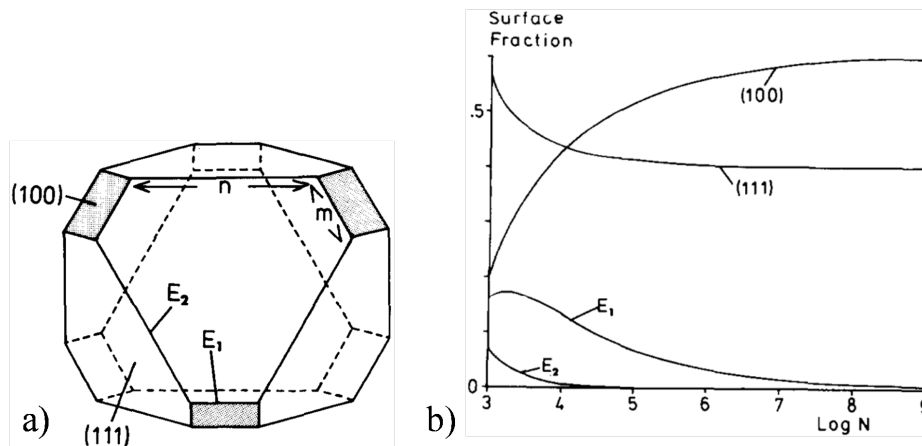 (100)
n
m
E₂
E₁
(111)
a)
Surface
Fraction
.5
(100)
(111)
E₁
E₂
0
3 4 5 6 7 8 9
Log N
b)